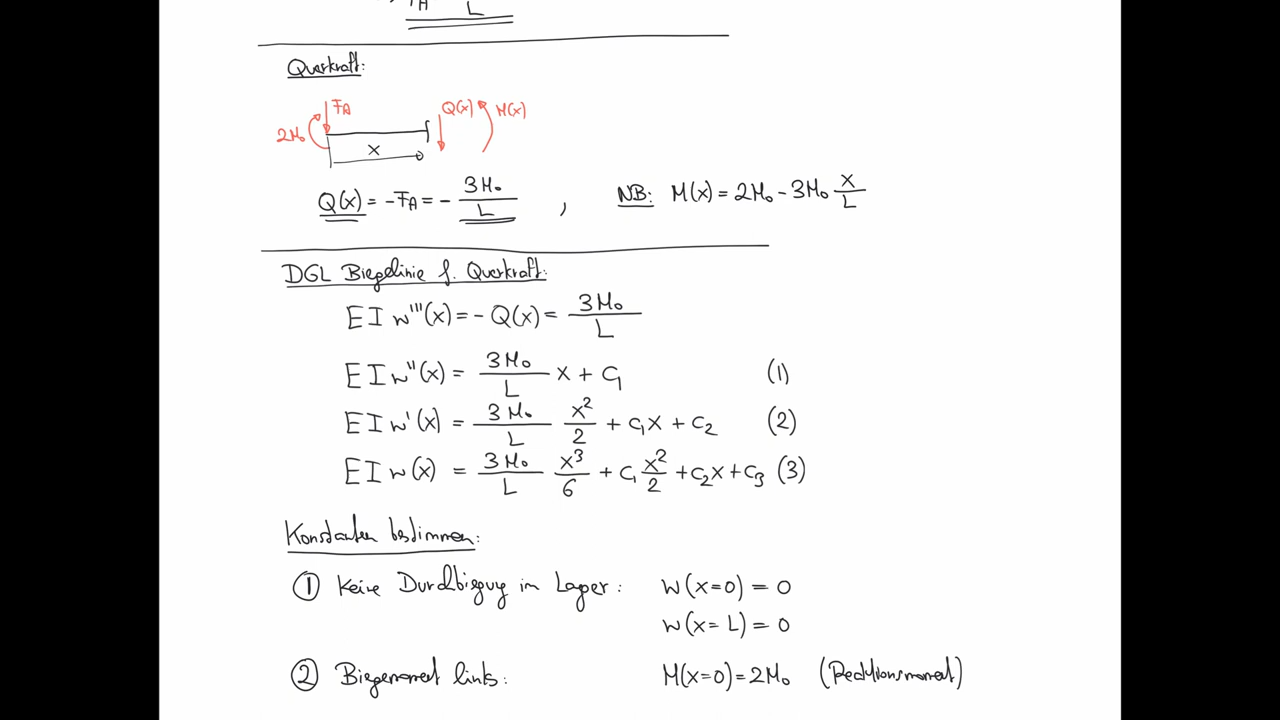 L
Querkraft:
F_A Q(x) M(x)
2M₀
x
Q(x) = -F_A = - 3M₀/L , NB: M(x) = 2M₀ - 3M₀ x/L
DGL Biegelinie f. Querkraft:
EI w'''(x) = - Q(x) = 3M₀/L
EI w''(x) = 3M₀/L x + C₁ (1)
EI w'(x) = 3M₀/L x²/2 + C₁x + C₂ (2)
EI w(x) = 3M₀/L x³/6 + C₁ x²/2 + C₂x + C₃ (3)
Konstanten bestimmen:
① Keine Durchbiegung in Lager: w(x=0) = 0
w(x=L) = 0
② Biegemoment links: M(x=0) = 2M₀ (Reaktionsmoment)